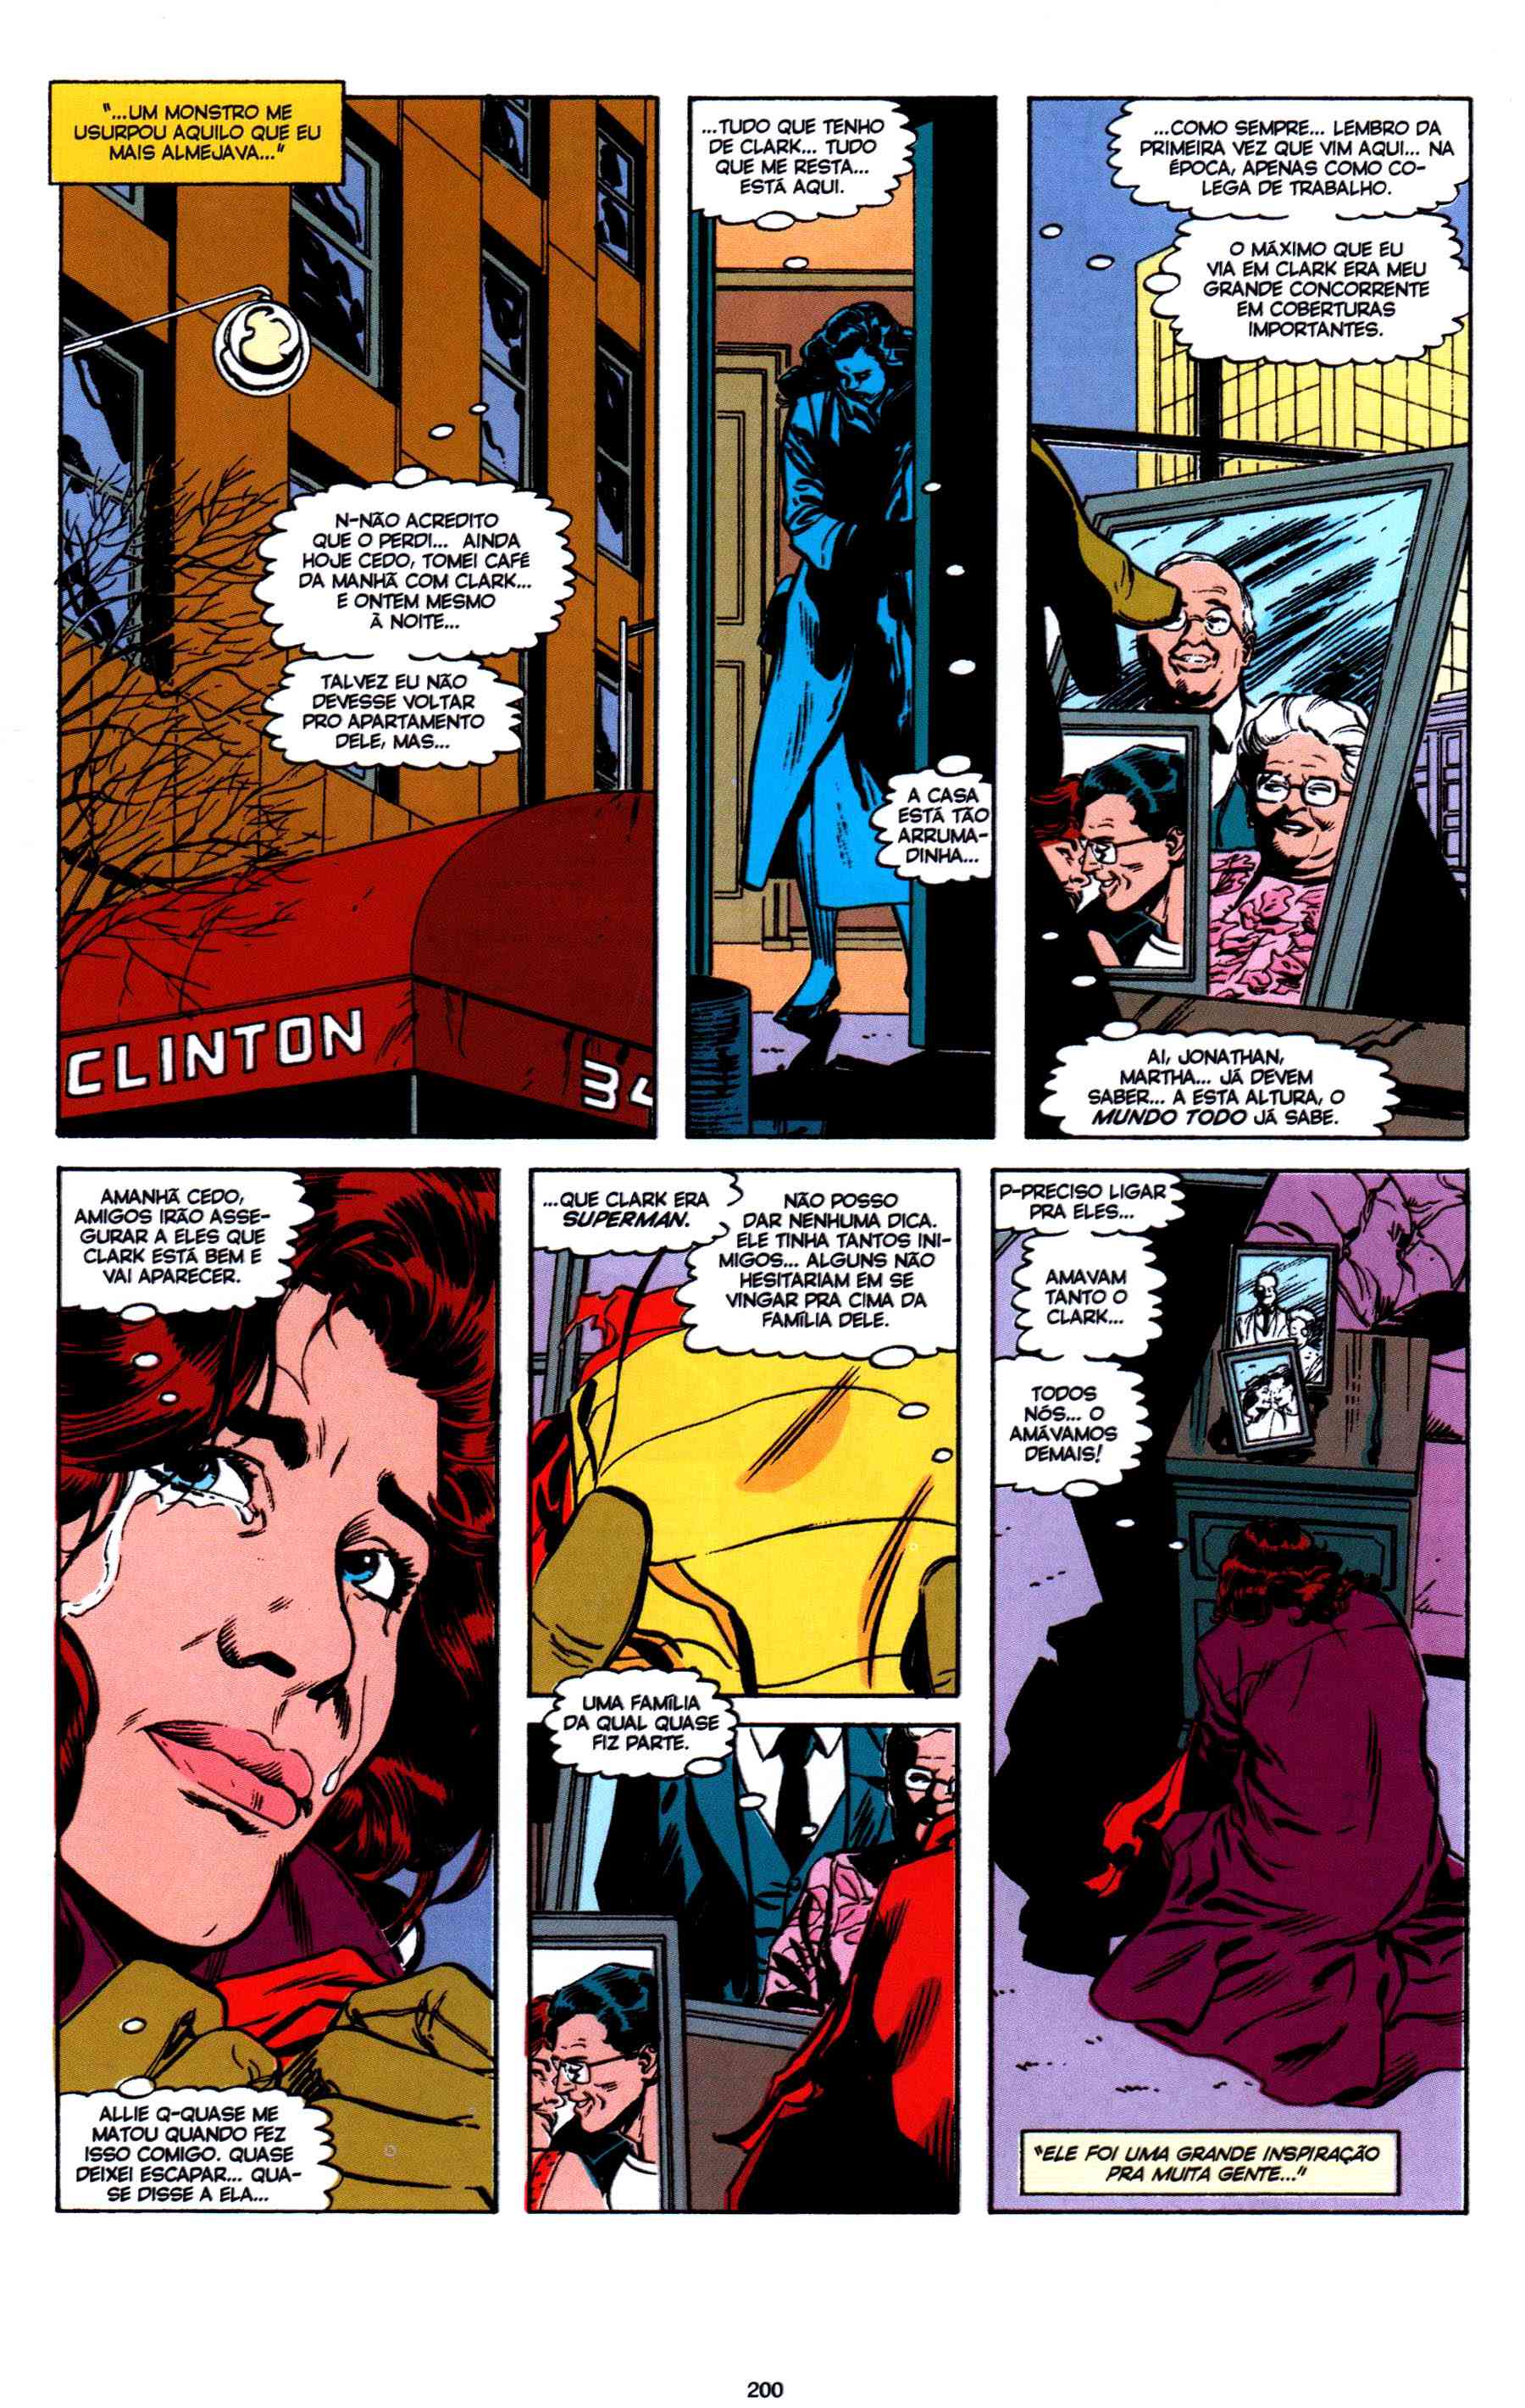 "...UM MONSTRO ME
USURPOU AQUILO QUE EU
MAIS ALMEJAVA..."
N-NÃO ACREDITO
QUE O PERDI... AINDA
HOJE CEDO, TOMEI CAFÉ
DA MANHÃ COM CLARK...
E ONTEM MESMO
À NOITE...
TALVEZ EU NÃO
DEVESSE VOLTAR
PRO APARTAMENTO
DELE, MAS...
CLINTON
34
...TUDO QUE TENHO
DE CLARK... TUDO
QUE ME RESTA...
ESTÁ AQUI.
A CASA
ESTÁ TÃO
ARRUMA-
DINHA...
...COMO SEMPRE... LEMBRO DA
PRIMEIRA VEZ QUE VIM AQUI... NA
ÉPOCA, APENAS COMO CO-
LEGA DE TRABALHO.
O MÁXIMO QUE EU
VIA EM CLARK ERA MEU
GRANDE CONCORRENTE
EM COBERTURAS
IMPORTANTES.
AI, JONATHAN,
MARTHA... JÁ DEVEM
SABER... A ESTA ALTURA, O
MUNDO TODO JÁ SABE.
AMANHÃ CEDO,
AMIGOS IRÃO ASSE-
GURAR A ELES QUE
CLARK ESTÁ BEM E
VAI APARECER.
ALLIE Q-QUASE ME
MATOU QUANDO FEZ
ISSO COMIGO. QUASE
DEIXEI ESCAPAR... QUA-
SE DISSE A ELA...
...QUE CLARK ERA
SUPERMAN.
NÃO POSSO
DAR NENHUMA DICA.
ELE TINHA TANTOS INI-
MIGOS... ALGUNS NÃO
HESITARIAM EM SE
VINGAR PRA CIMA DA
FAMÍLIA DELE.
UMA FAMÍLIA
DA QUAL QUASE
FIZ PARTE.
P-PRECISO LIGAR
PRA ELES...
AMAVAM
TANTO O
CLARK...
TODOS
NÓS... O
AMÁVAMOS
DEMAIS!
"ELE FOI UMA GRANDE INSPIRAÇÃO
PRA MUITA GENTE..."
200